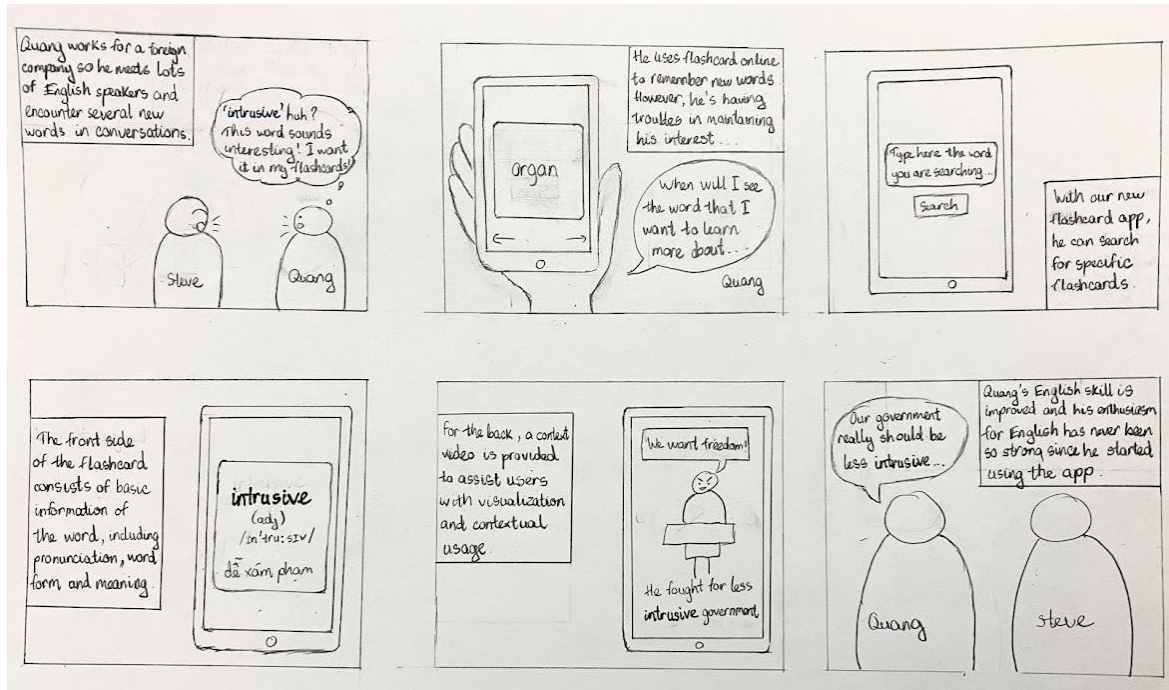 Quang works for a foreign
company so he meets lots
of English speakers and
encounter several new
words in conversations.
'intrusive' huh?
This word sounds
interesting! I want
it in my flashcards!
Steve
Quang
He uses flashcard online
to remember new words
However, he's having
troubles in maintaining
his interest...
organ
When will I see
the word that I
want to learn
more about...
Quang
Type here the word
you are searching...
Search
With our new
flashcard app,
he can search
for specific
flashcards.
The front side
of the flashcard
consists of basic
information of
the word, including
pronunciation, word
form and meaning.
intrusive
(adj)
/ɪn'tru:sɪv/
dễ xâm phạm
For the back, a context
video is provided
to assist users
with visualization
and contextual
usage.
We want freedom!
He fought for less
intrusive government
Our government
really should be
less intrusive...
Quang's English skill is
improved and his enthusiasm
for English has never been
so strong since he started
using the app.
Quang
Steve